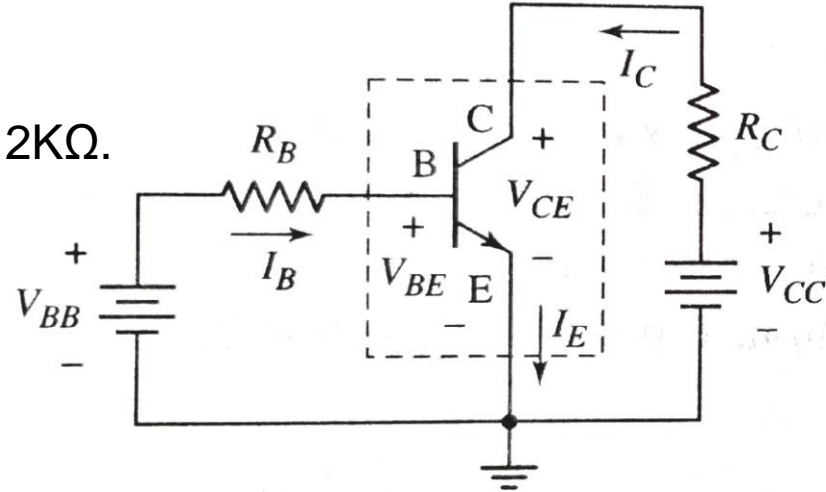 2KΩ.
R_B
I_B
V_BB
+
−
B
C
E
+
V_BE
−
+
V_CE
−
I_C
R_C
I_E
+
V_CC
−